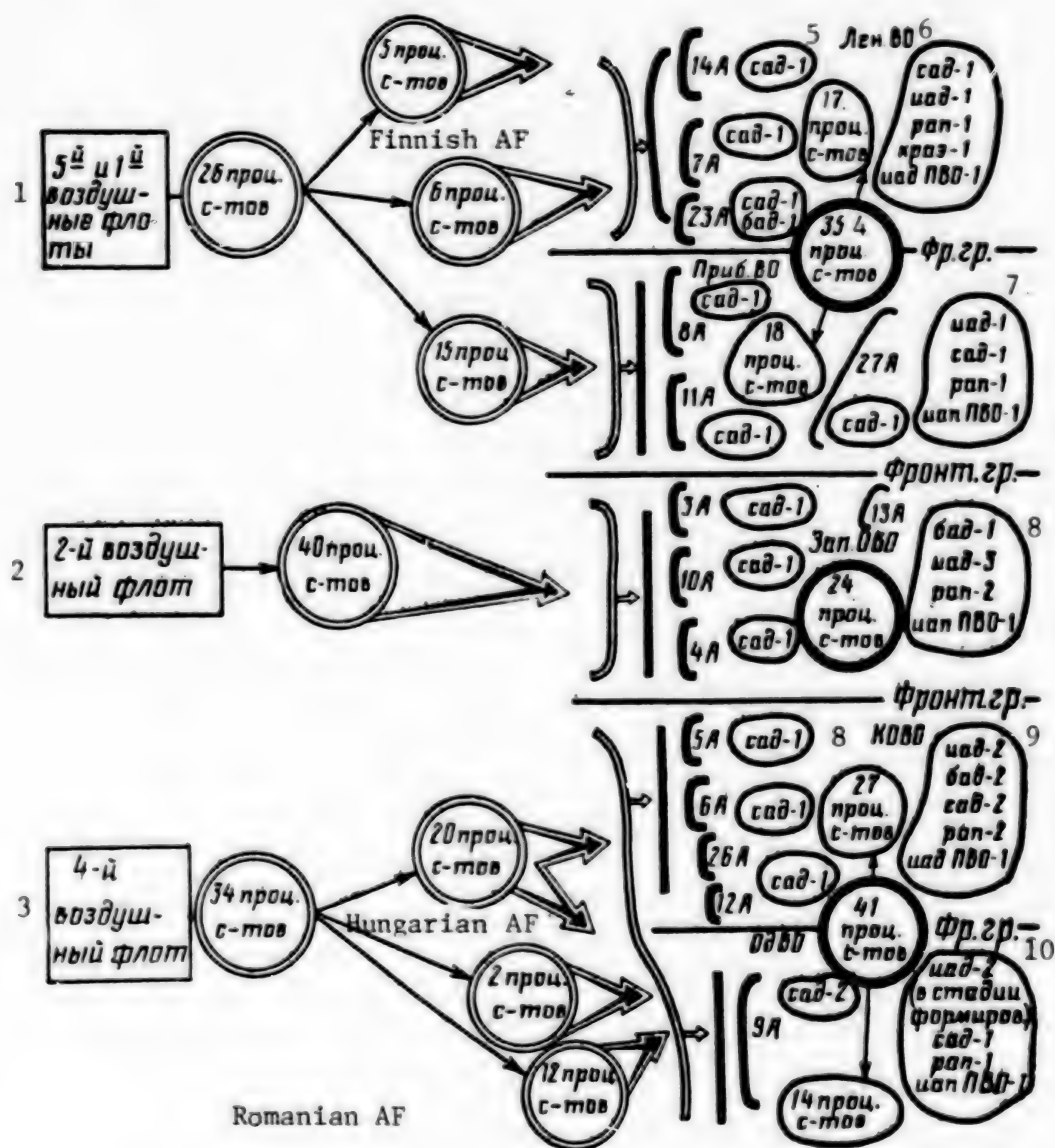 5 проц.
с-тов
Finnish AF
1
5й и 1й
воздуш-
ные фло-
ты
26 проц.
с-тов
6 проц.
с-тов
15 проц
с-тов
5
Лен.ВО
6
14А
сад-1
17.
проц.
с-тов
7А
сад-1
23А
сад-1
бад-1
сад-1
иад-1
рап-1
краэ-1
иад ПВО-1
35 4
проц
с-тов
Фр.гр.
Приб.ВО
сад-1
8А
18
проц.
с-тов
11А
сад-1
27А
сад-1
7
иад-1
сад-1
рап-1
иап ПВО-1
Фронт.гр.
2
2-й воздуш-
ный флот
40 проц.
с-тов
3А
сад-1
13А
Зап.ОВО
10А
сад-1
24
проц.
с-тов
4А
сад-1
8
бад-1
иад-3
рап-2
иап ПВО-1
Фронт.гр.
3
4-й
воздуш-
ный флот
34 проц.
с-тов
20 проц
с-тов
Hungarian AF
2 проц.
с-тов
12 проц
с-тов
Romanian AF
5А
сад-1
8
КОВО
9
6А
сад-1
27
проц.
с-тов
26А
сад-1
12А
иад-2
бад-2
сад-2
рап-2
иад ПВО-1
41
проц.
с-тов
Фр.гр.
ОдВО
10
сад-2
9А
14 проц.
с-тов
иад-2
в стадии
формиров)
сад-1
рап-1
иап ПВО-1